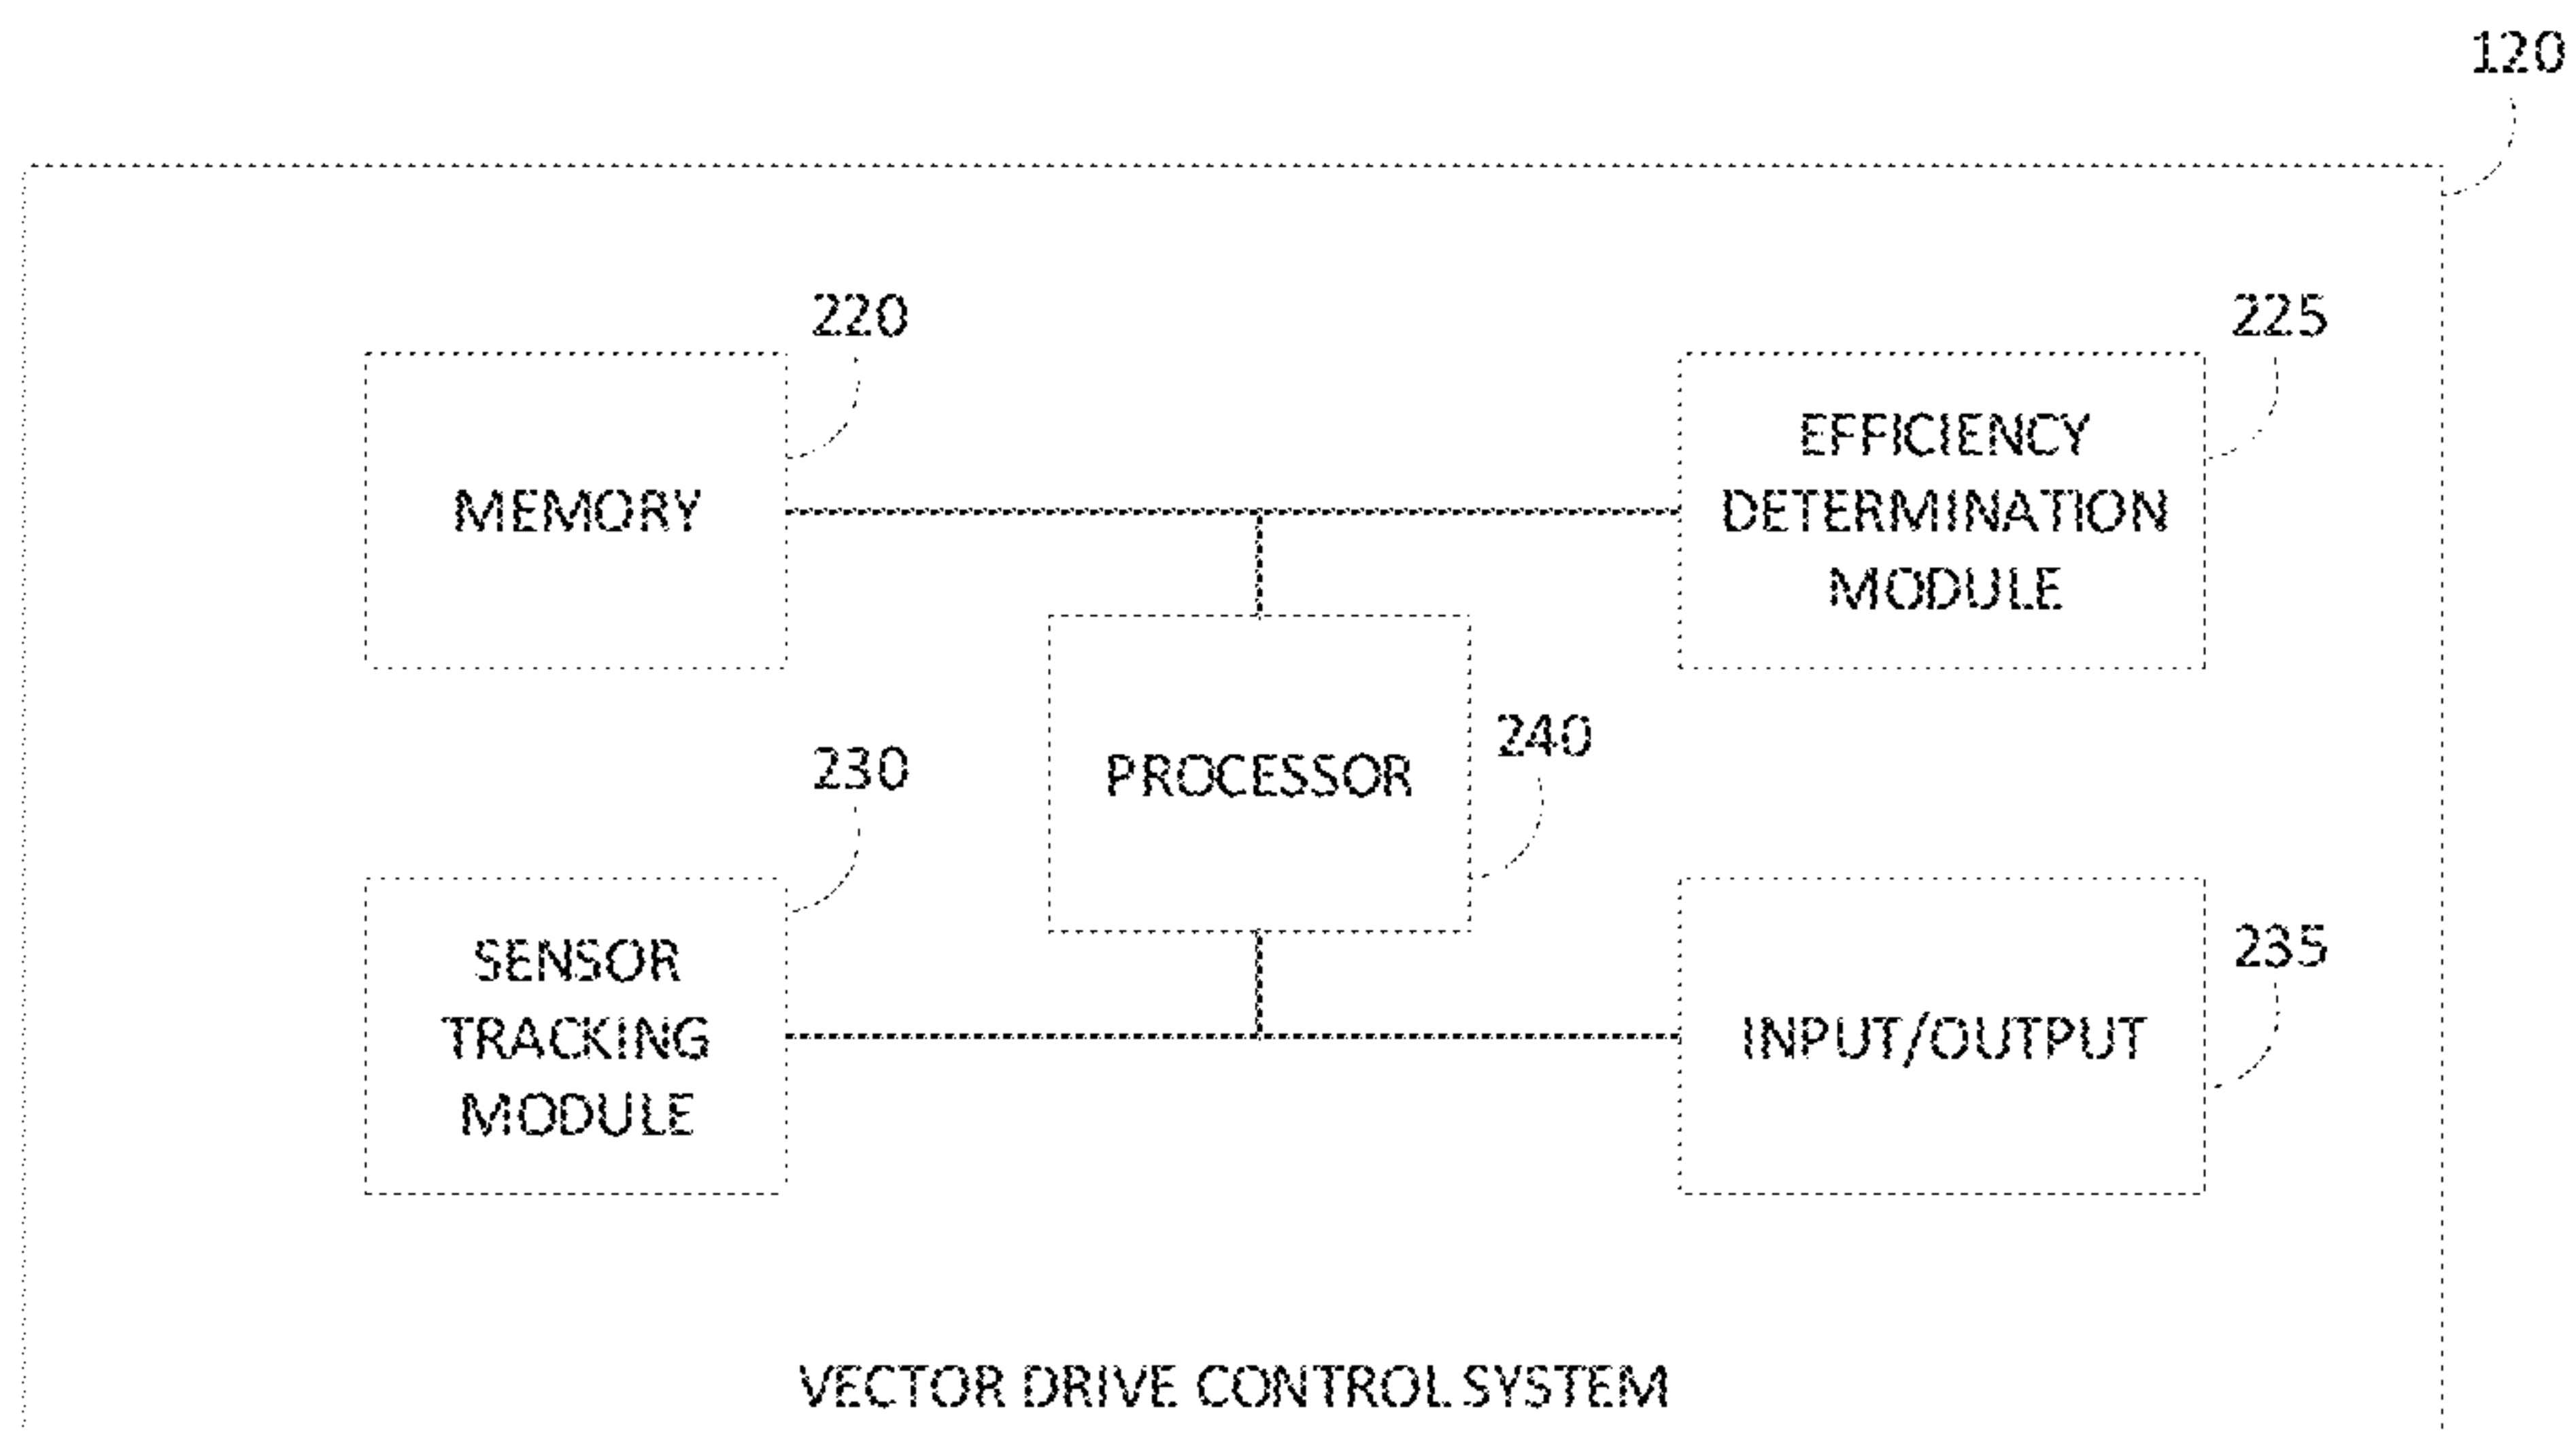 120
220
225
MEMORY
EFFICIENCY
DETERMINATION
MODULE
230
240
PROCESSOR
SENSOR
TRACKING
MODULE
235
INPUT/OUTPUT
VECTOR DRIVE CONTROL SYSTEM